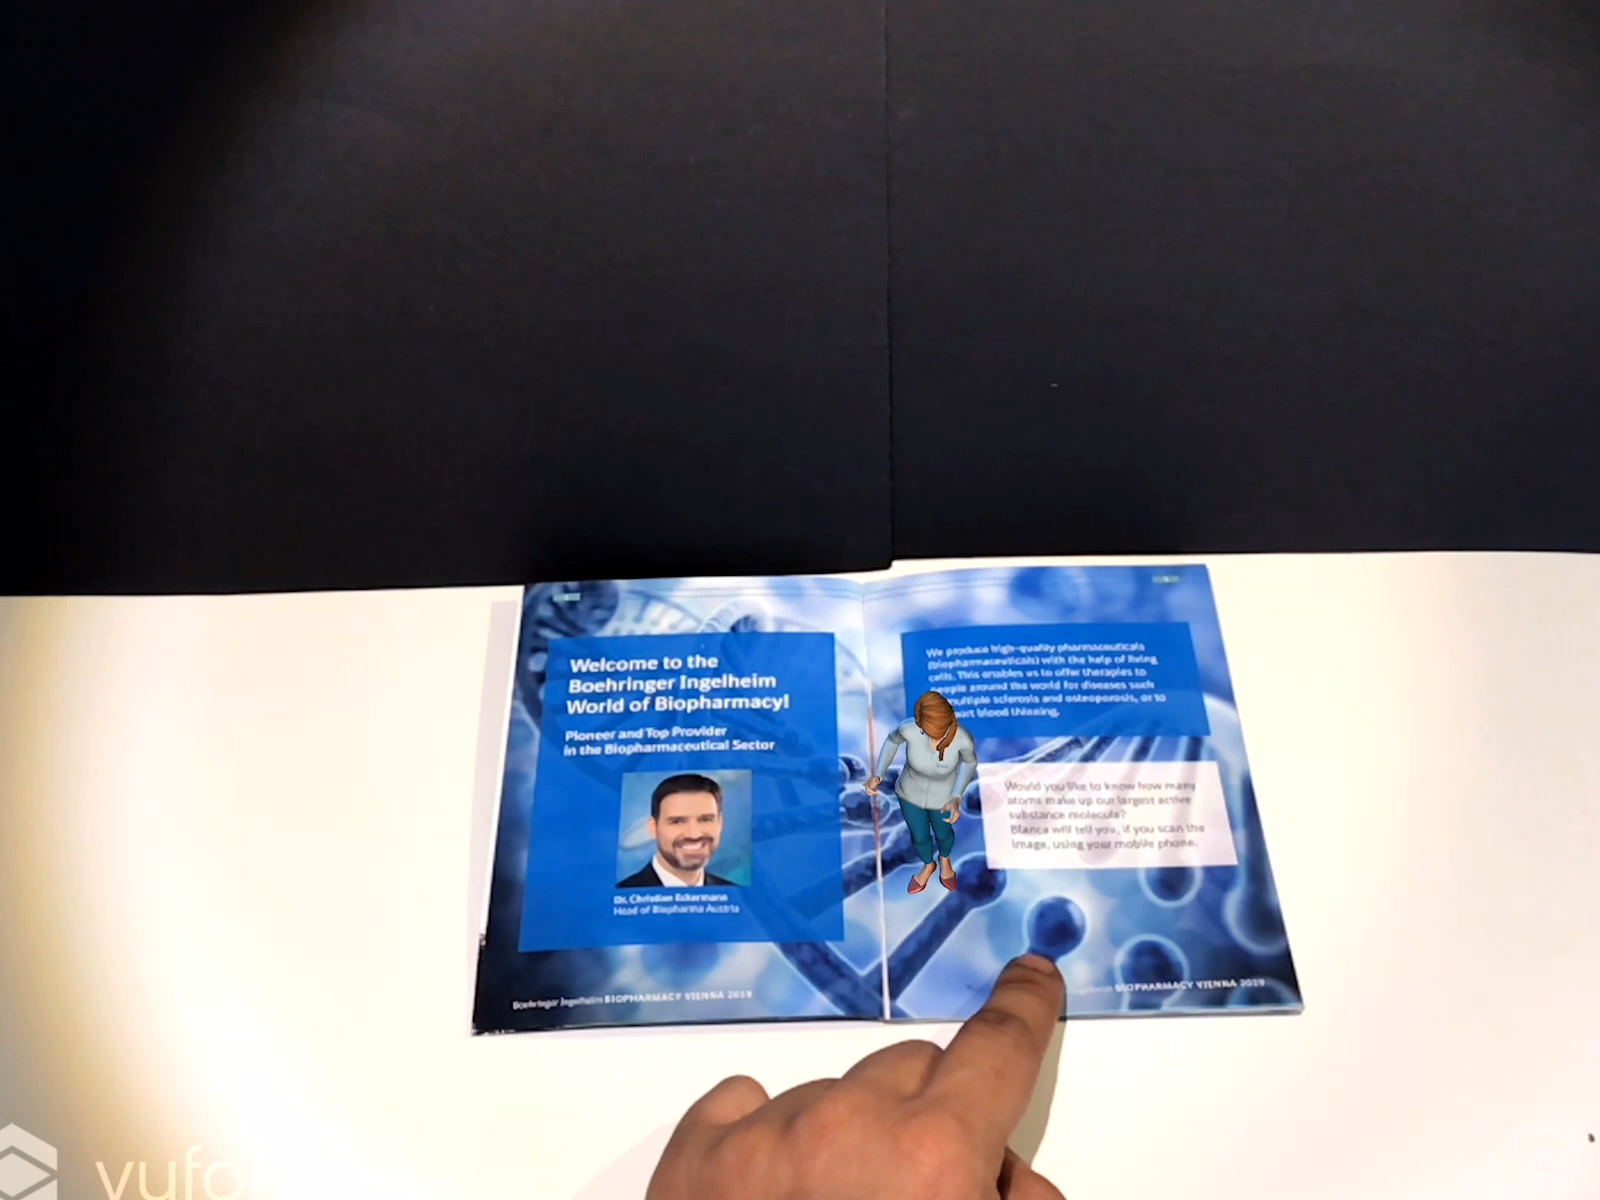 Welcome to the
Boehringer Ingelheim
World of Biopharmacy!
Pioneer and Top Provider
in the Biopharmaceutical Sector
Dr. Christian Eckermann
Head of Biopharma Austria
Boehringer Ingelheim BIOPHARMACY VIENNA 2019
We produce high-quality pharmaceuticals
(biopharmaceuticals) with the help of living
cells. This enables us to offer therapies to
people around the world for diseases such
multiple sclerosis and osteoporosis, or to
blood thinning.
Would you like to know how many
atoms make up our largest active
substance molecule?
Blanca will tell you, if you scan the
image, using your mobile phone.
BIOPHARMACY VIENNA 2019
vufo